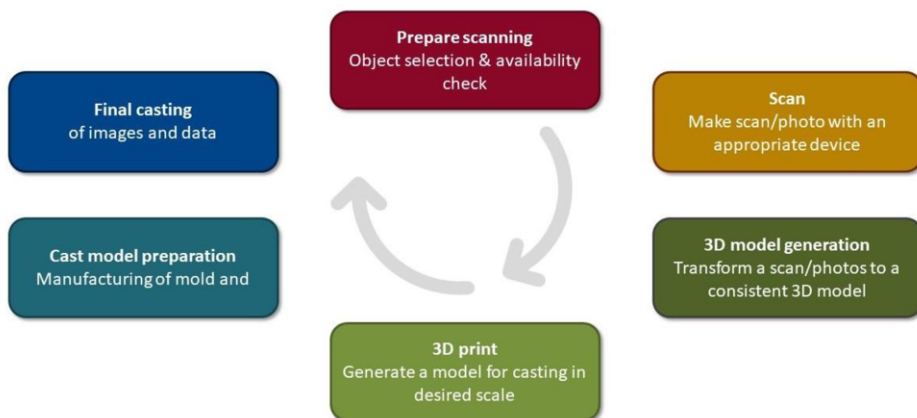 Prepare scanning
Object selection & availability
check
Scan
Make scan/photo with an
appropriate device
3D model generation
Transform a scan/photos to a
consistent 3D model
3D print
Generate a model for casting in
desired scale
Cast model preparation
Manufacturing of mold and
Final casting
of images and data